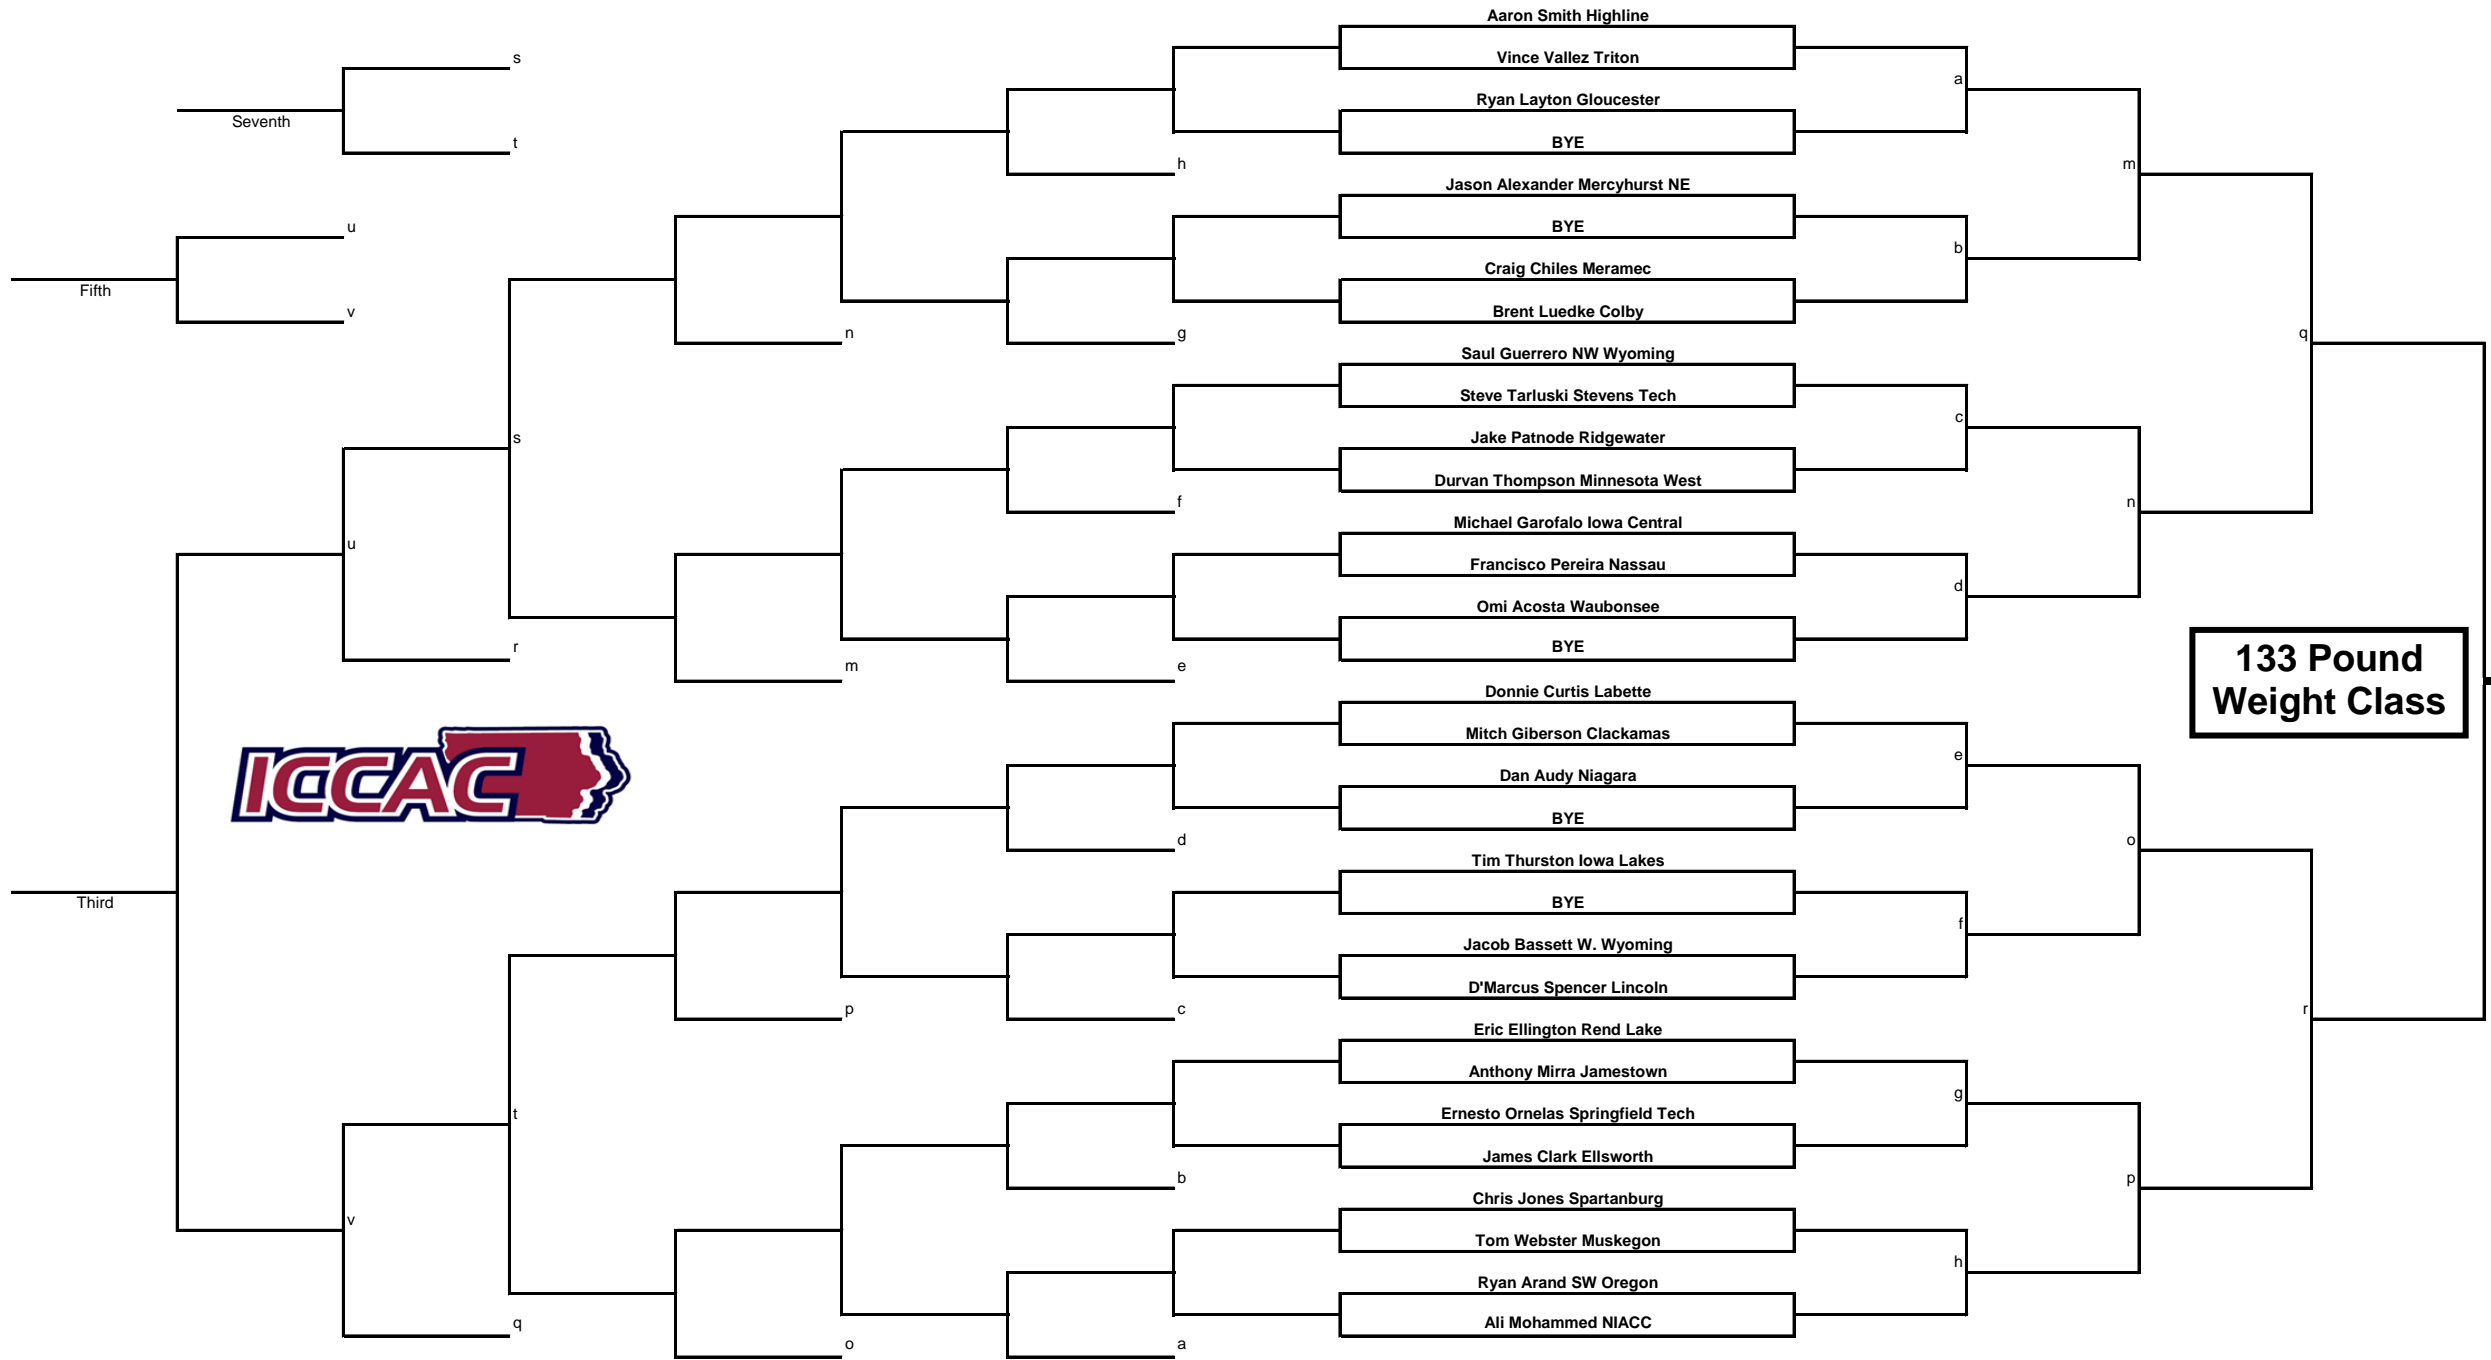 Aaron Smith Highline
s
Vince Vallez Triton
a
Ryan Layton Gloucester
Seventh
t
BYE
h
m
Jason Alexander Mercyhurst NE
u
BYE
b
Craig Chiles Meramec
Fifth
v
Brent Luedke Colby
n
g
q
Saul Guerrero NW Wyoming
Steve Tarluski Stevens Tech
c
s
Jake Patnode Ridgewater
Durvan Thompson Minnesota West
f
n
Michael Garofalo Iowa Central
u
Francisco Pereira Nassau
d
Omi Acosta Waubonsee
r
BYE
m
e
133 Pound
Weight Class
Donnie Curtis Labette
Mitch Giberson Clackamas
e
ICCAC
Dan Audy Niagara
BYE
d
o
Tim Thurston Iowa Lakes
Third
BYE
f
Jacob Bassett W. Wyoming
D'Marcus Spencer Lincoln
p
c
r
Eric Ellington Rend Lake
Anthony Mirra Jamestown
g
t
Ernesto Ornelas Springfield Tech
James Clark Ellsworth
b
p
Chris Jones Spartanburg
v
Tom Webster Muskegon
h
Ryan Arand SW Oregon
q
Ali Mohammed NIACC
o
a